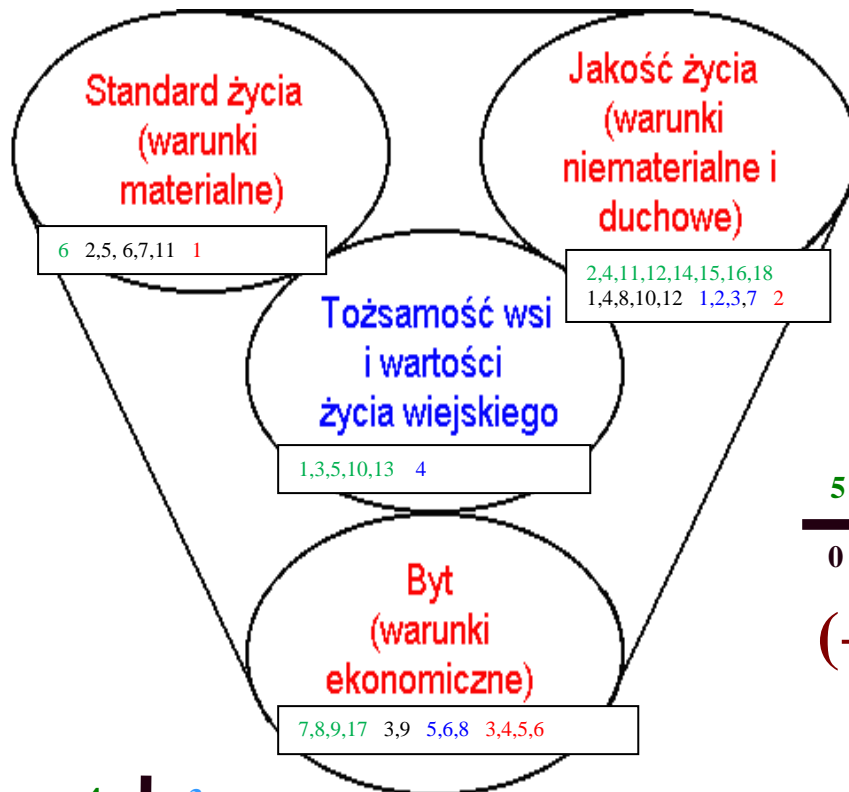 Standard życia
(warunki
materialne)
6 2,5, 6,7,11 1
Jakość życia
(warunki
niematerialne i
duchowe)
2,4,11,12,14,15,16,18
1,4,8,10,12 1,2,3,7 2
Tożsamość wsi
i wartości
życia wiejskiego
1,3,5,10,13 4
5
0
(-
Byt
(warunki
ekonomiczne)
7,8,9,17 3,9 5,6,8 3,4,5,6